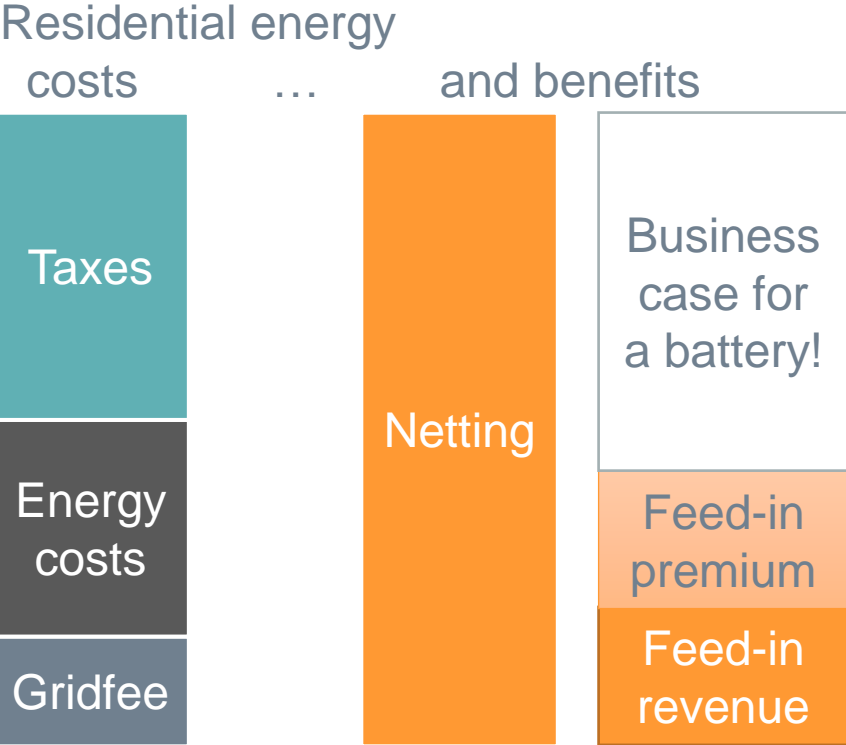 Residential energy
costs … and benefits
Taxes
Energy
costs
Gridfee
Netting
Business
case for
a battery!
Feed-in
premium
Feed-in
revenue